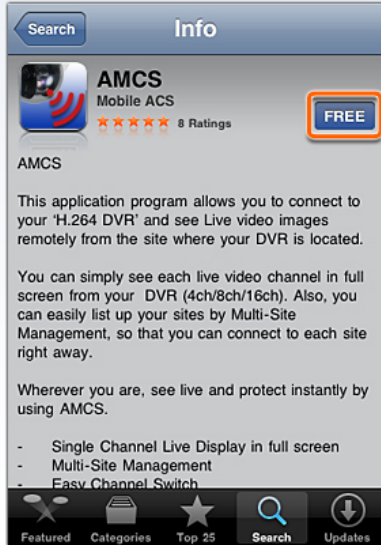 Search
Info
AMCS
Mobile ACS
8 Ratings
FREE
AMCS
This application program allows you to connect to
your ‘H.264 DVR’ and see Live video images
remotely from the site where your DVR is located.
You can simply see each live video channel in full
screen from your DVR (4ch/8ch/16ch). Also, you
can easily list up your sites by Multi-Site
Management, so that you can connect to each site
right away.
Wherever you are, see live and protect instantly by
using AMCS.
- Single Channel Live Display in full screen
- Multi-Site Management
- Easy Channel Switch
Featured Categories Top 25 Search Updates